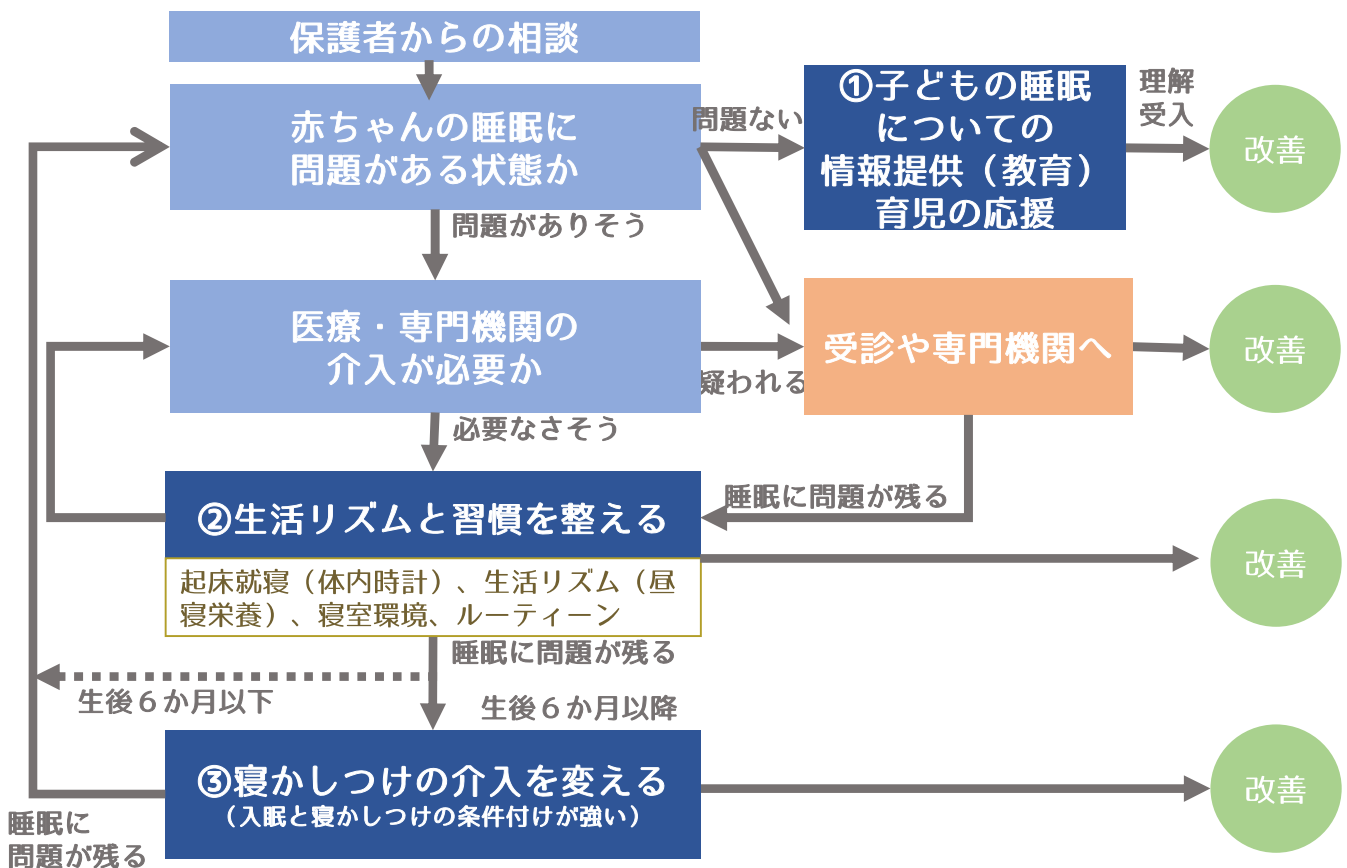 保護者からの相談
赤ちゃんの睡眠に
問題がある状態か
問題ない
①子どもの睡眠
についての
情報提供（教育）
育児の応援
理解
受入
改善
問題がありそう
医療・専門機関の
介入が必要か
疑われる
受診や専門機関へ
改善
必要なさそう
睡眠に問題が残る
②生活リズムと習慣を整える
起床就寝（体内時計）、生活リズム（昼
寝栄養）、寝室環境、ルーティーン
改善
睡眠に問題が残る
生後６か月以下
生後６か月以降
③寝かしつけの介入を変える
（入眠と寝かしつけの条件付けが強い）
改善
睡眠に
問題が残る